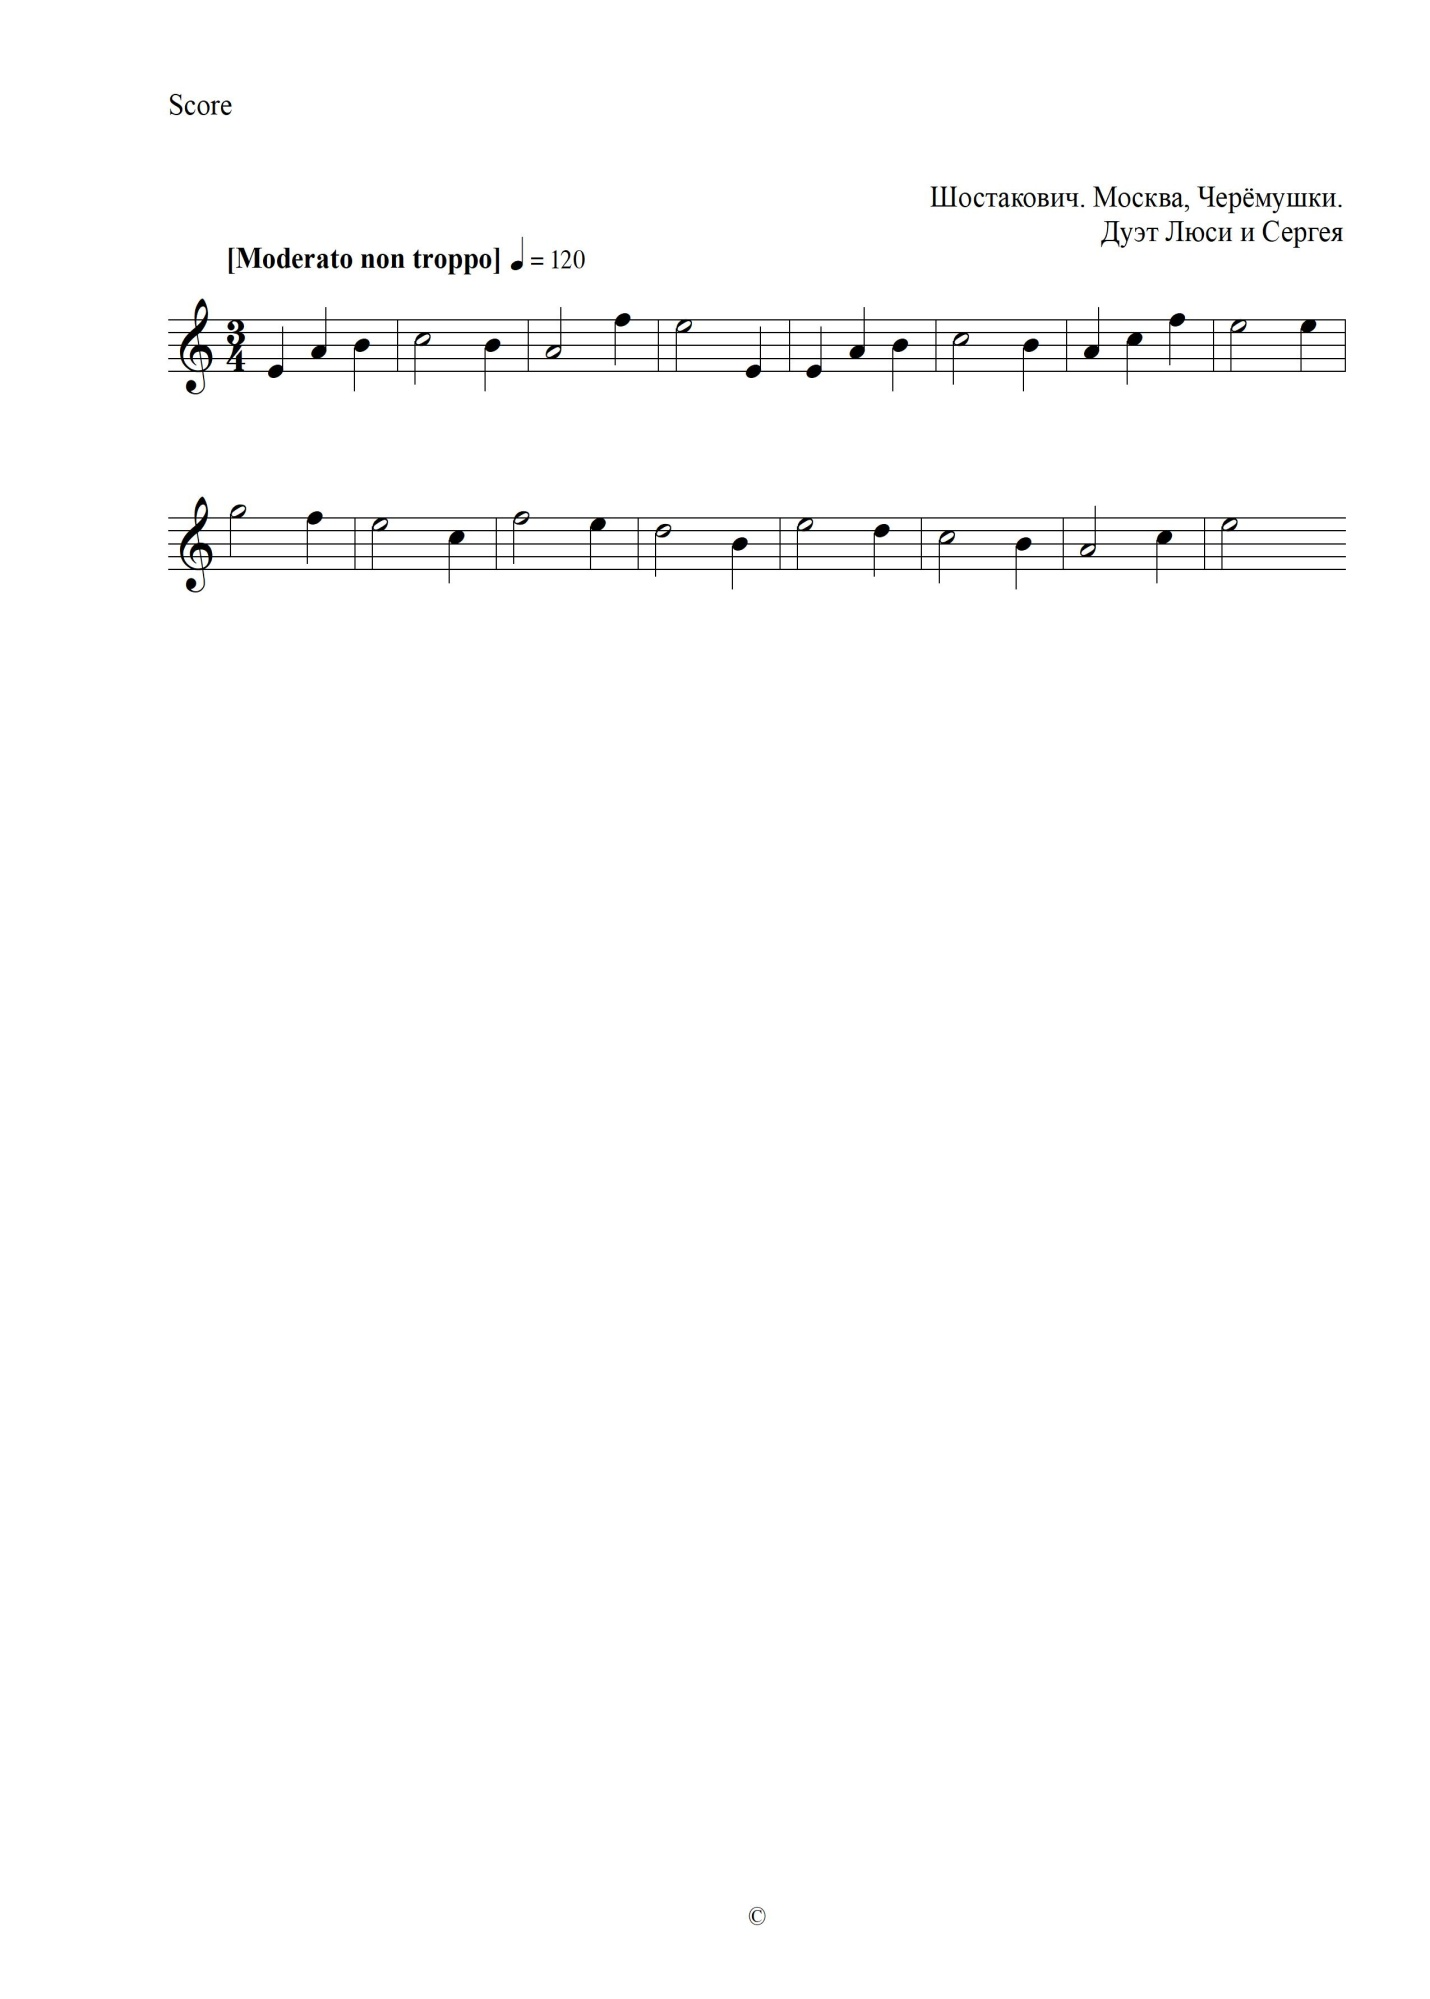 Score
Шостакович. Москва, Черёмушки.
Дуэт Люси и Сергея
[Moderato non troppo] ♩ = 120
3
4
©